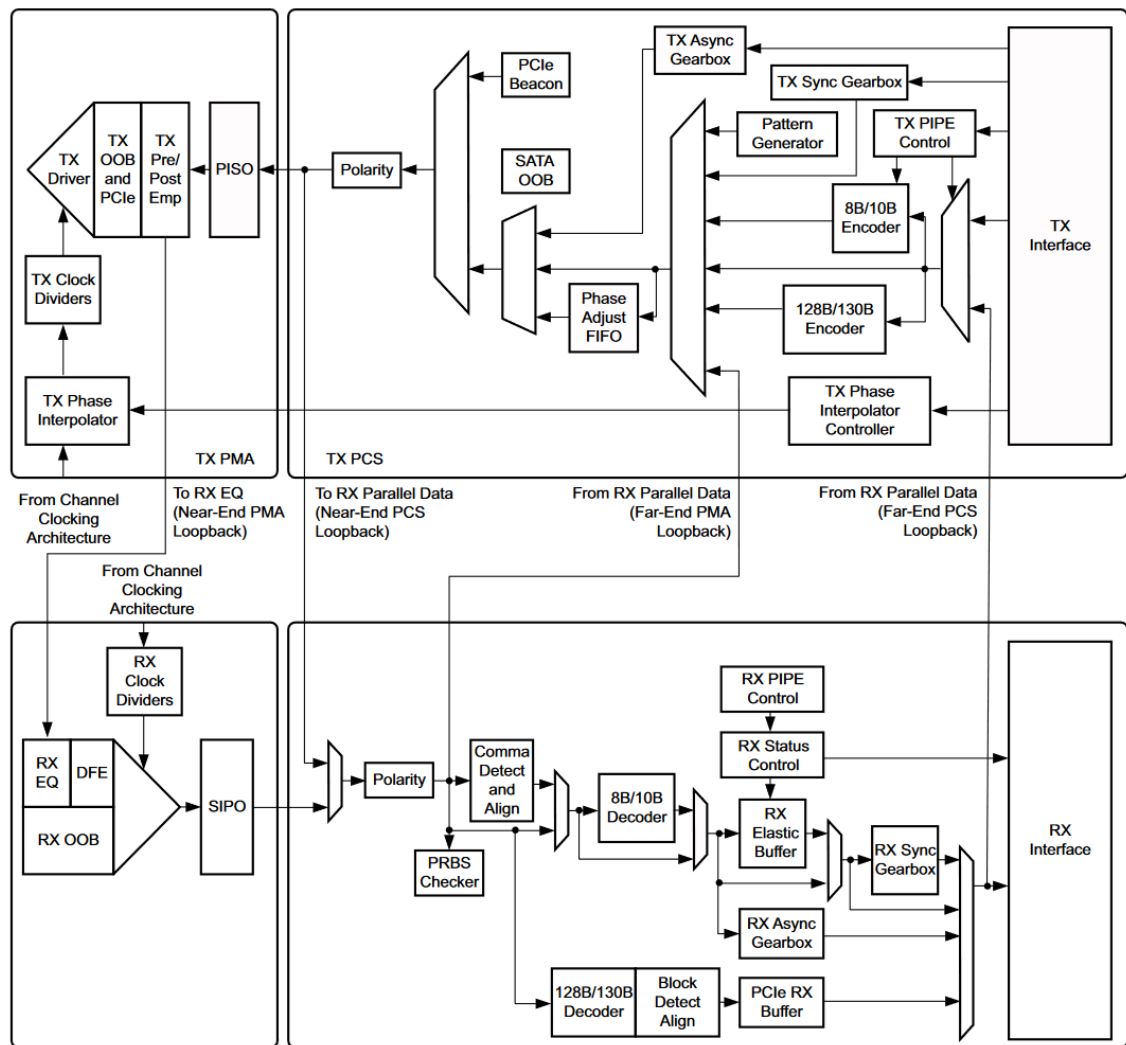 TX Async
Gearbox
PCIe
Beacon
TX Sync Gearbox
Pattern
Generator
TX PIPE
Control
TX
Driver
TX
OOB
and
PCIe
TX
Pre/
Post
Emp
PISO
Polarity
SATA
OOB
8B/10B
Encoder
TX
Interface
TX Clock
Dividers
Phase
Adjust
FIFO
128B/130B
Encoder
TX Phase
Interpolator
TX Phase
Interpolator
Controller
TX PMA
TX PCS
From Channel
Clocking
Architecture
To RX EQ
(Near-End PMA
Loopback)
To RX Parallel Data
(Near-End PCS
Loopback)
From RX Parallel Data
(Far-End PMA
Loopback)
From RX Parallel Data
(Far-End PCS
Loopback)
From Channel
Clocking
Architecture
RX
Clock
Dividers
RX PIPE
Control
RX
EQ
DFE
RX OOB
SIPO
Polarity
Comma
Detect
and
Align
8B/10B
Decoder
RX Status
Control
RX
Elastic
Buffer
RX Sync
Gearbox
RX
Interface
PRBS
Checker
RX Async
Gearbox
128B/130B
Decoder
Block
Detect
Align
PCIe RX
Buffer